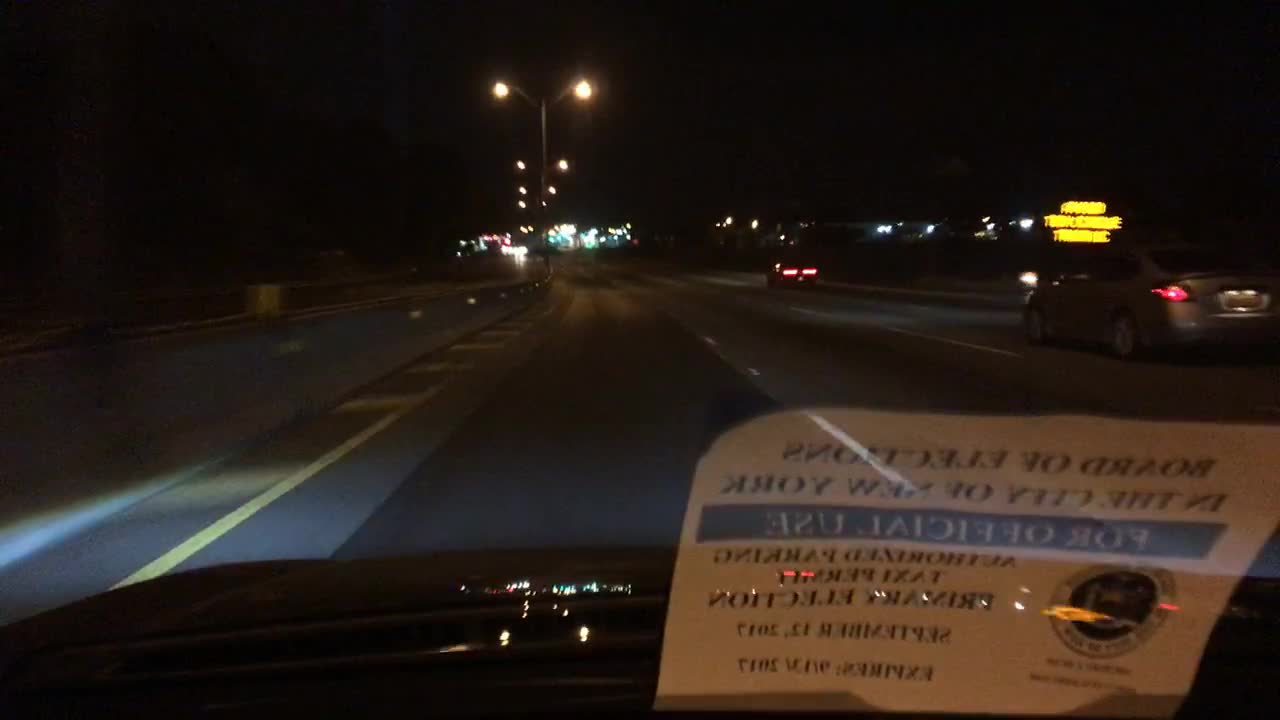 BOARD OF ELECTIONS
IN THE CITY OF NEW YORK
FOR OFFICIAL USE
AUTHORIZED PARKING
TAXI PERMIT
PRIMARY ELECTION
SEPTEMBER 12, 2017
EXPIRES: 9/13/2017